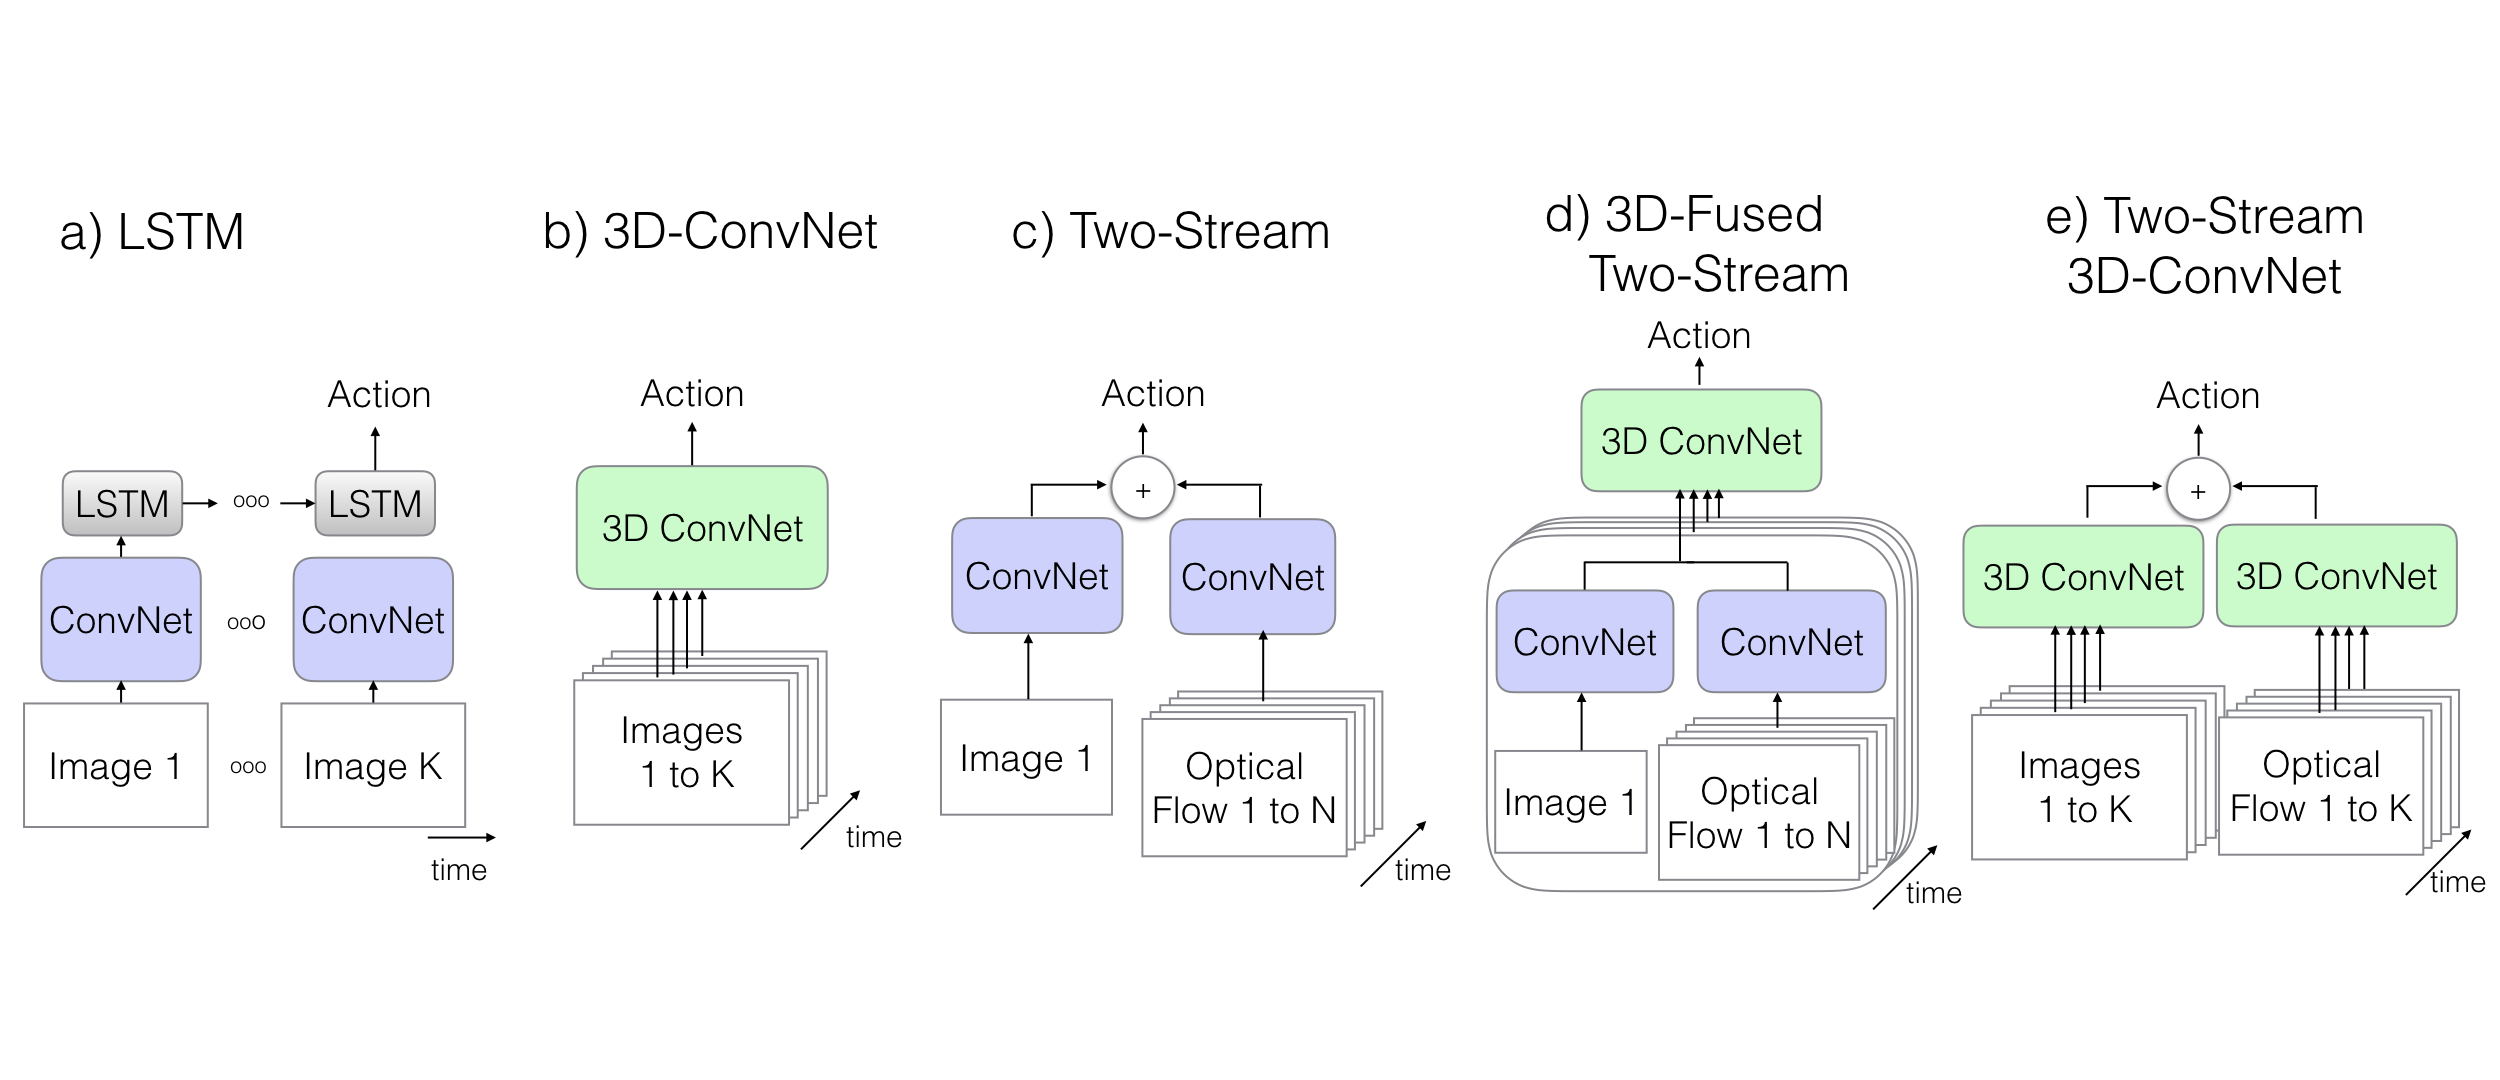 a) LSTM
Action
LSTM
ooo
LSTM
ConvNet
ooo
ConvNet
Image 1
ooo
Image K
time
b) 3D-ConvNet
Action
3D ConvNet
Images
1 to K
time
c) Two-Stream
Action
+
ConvNet
ConvNet
Image 1
Optical
Flow 1 to N
time
d) 3D-Fused
Two-Stream
Action
3D ConvNet
ConvNet
ConvNet
Image 1
Optical
Flow 1 to N
time
e) Two-Stream
3D-ConvNet
Action
+
3D ConvNet
3D ConvNet
Images
1 to K
Optical
Flow 1 to K
time